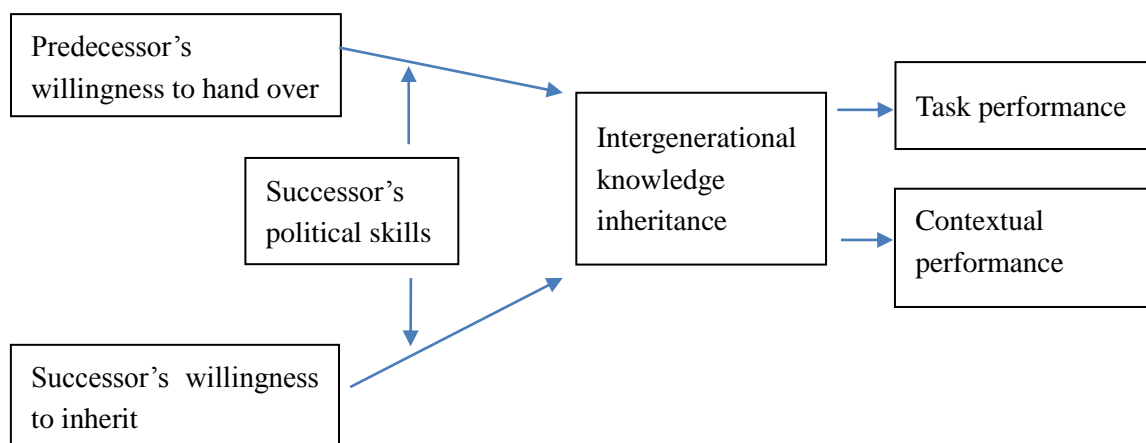 Predecessor’s
willingness to hand over
Successor’s
political skills
Successor’s willingness
to inherit
Intergenerational
knowledge
inheritance
Task performance
Contextual
performance